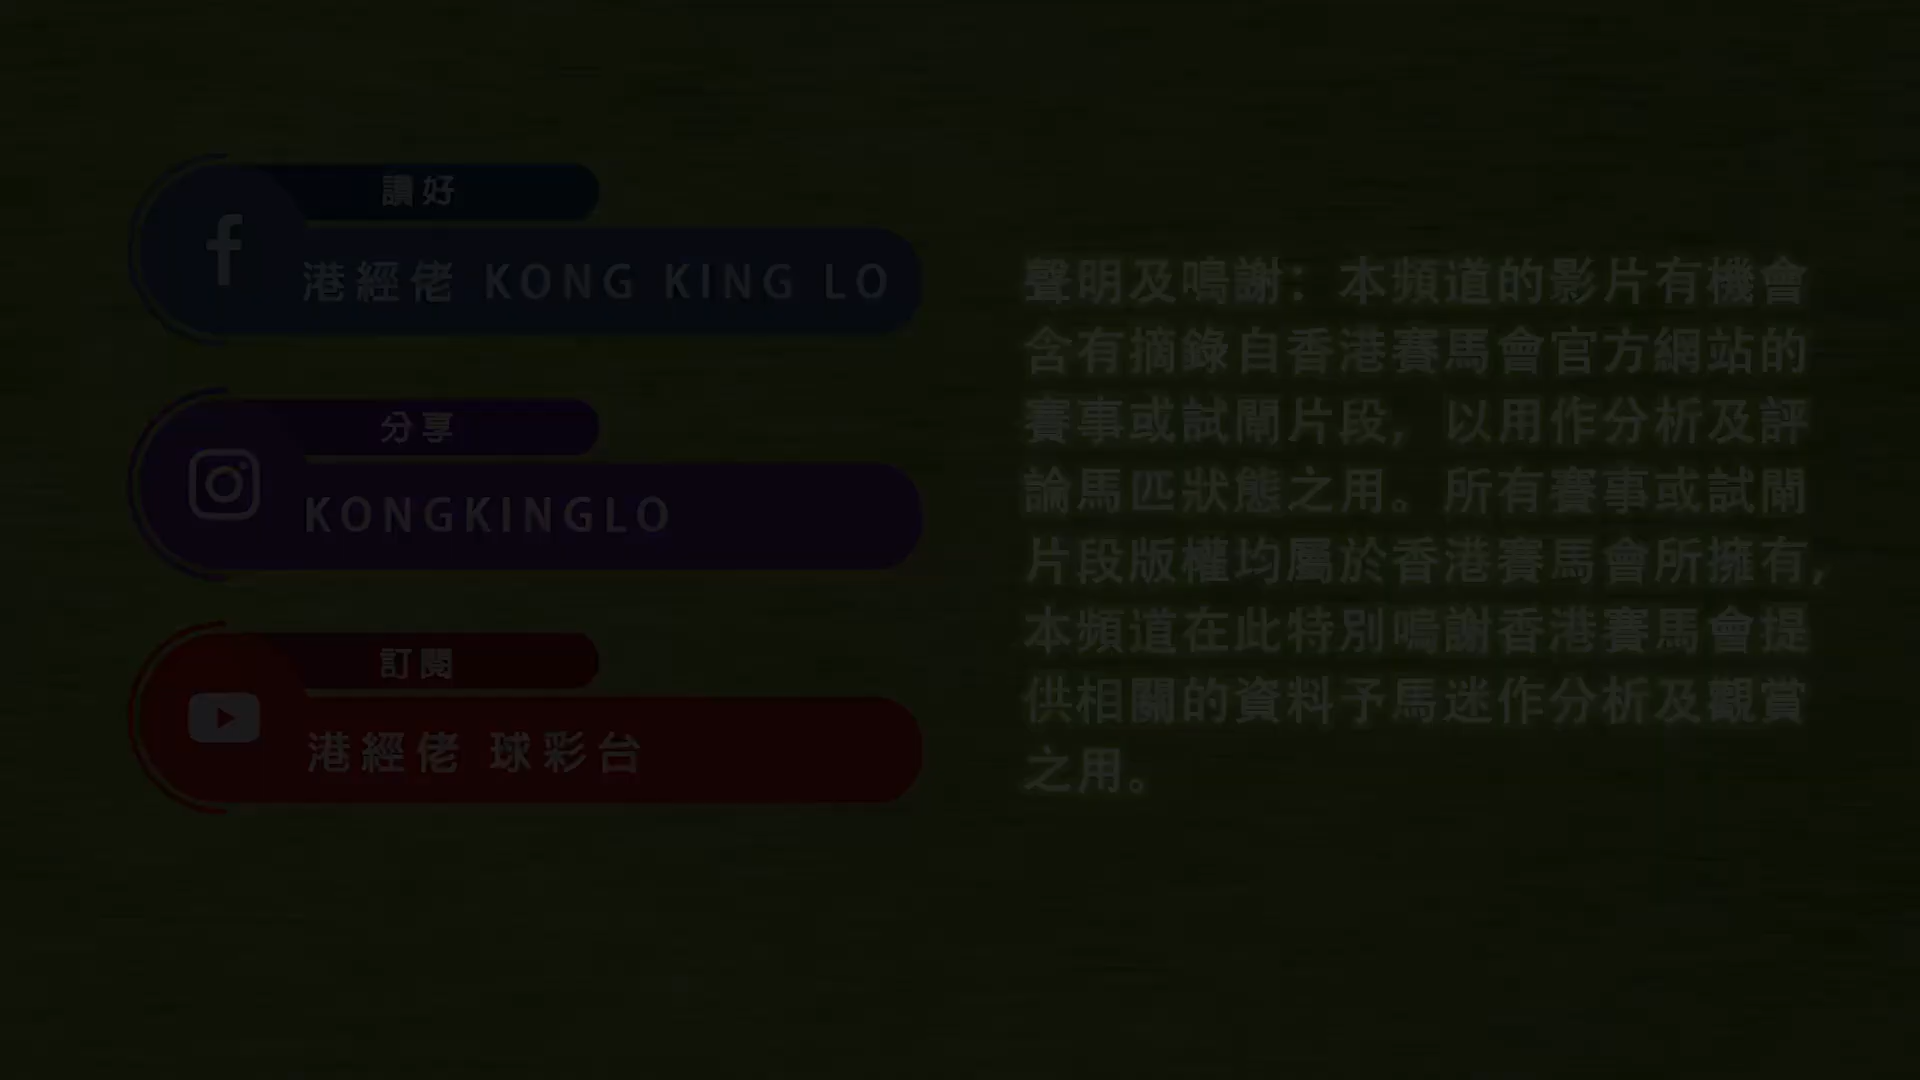 讚好
港經佬 KONG KING LO
分享
KONGKINGLO
訂閱
港經佬 球彩台
聲明及鳴謝：本頻道的影片有機會
含有摘錄自香港賽馬會官方網站的
賽事或試閘片段，以用作分析及評
論馬匹狀態之用。所有賽事或試閘
片段版權均屬於香港賽馬會所擁有，
本頻道在此特別鳴謝香港賽馬會提
供相關的資料予馬迷作分析及觀賞
之用。